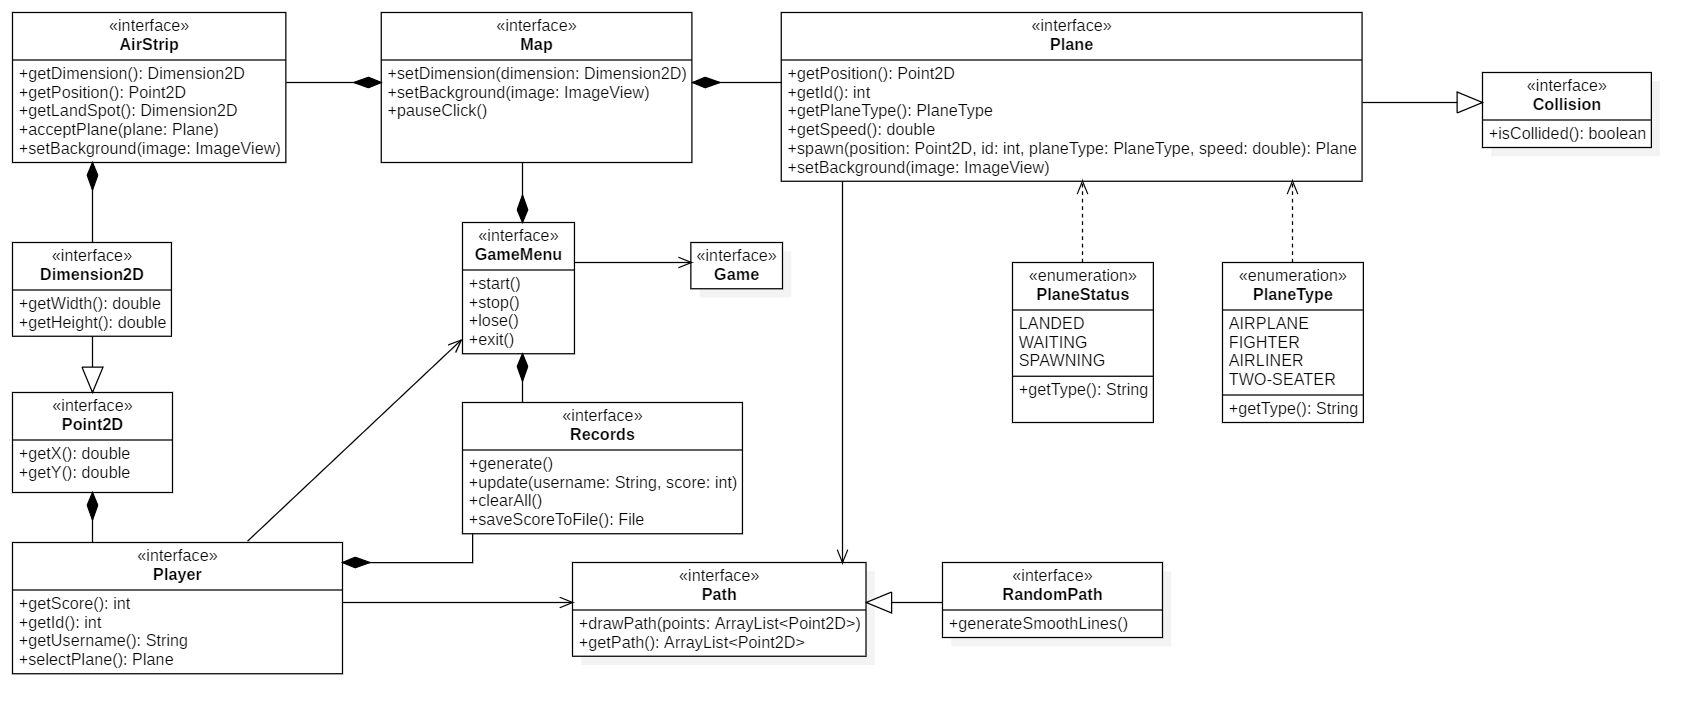 «interface»
AirStrip
+getDimension(): Dimension2D
+getPosition(): Point2D
+getLandSpot(): Dimension2D
+acceptPlane(plane: Plane)
+setBackground(image: ImageView)
«interface»
Map
+setDimension(dimension: Dimension2D)
+setBackground(image: ImageView)
+pauseClick()
«interface»
Plane
+getPosition(): Point2D
+getId(): int
+getPlaneType(): PlaneType
+getSpeed(): double
+spawn(position: Point2D, id: int, planeType: PlaneType, speed: double): Plane
+setBackground(image: ImageView)
«interface»
Collision
+isCollided(): boolean
«interface»
Dimension2D
+getWidth(): double
+getHeight(): double
«interface»
GameMenu
+start()
+stop()
+lose()
+exit()
«interface»
Game
«enumeration»
PlaneStatus
LANDED
WAITING
SPAWNING
+getType(): String
«enumeration»
PlaneType
AIRPLANE
FIGHTER
AIRLINER
TWO-SEATER
+getType(): String
«interface»
Point2D
+getX(): double
+getY(): double
«interface»
Records
+generate()
+update(username: String, score: int)
+clearAll()
+saveScoreToFile(): File
«interface»
Player
+getScore(): int
+getId(): int
+getUsername(): String
+selectPlane(): Plane
«interface»
Path
+drawPath(points: ArrayList<Point2D>)
+getPath(): ArrayList<Point2D>
«interface»
RandomPath
+generateSmoothLines()